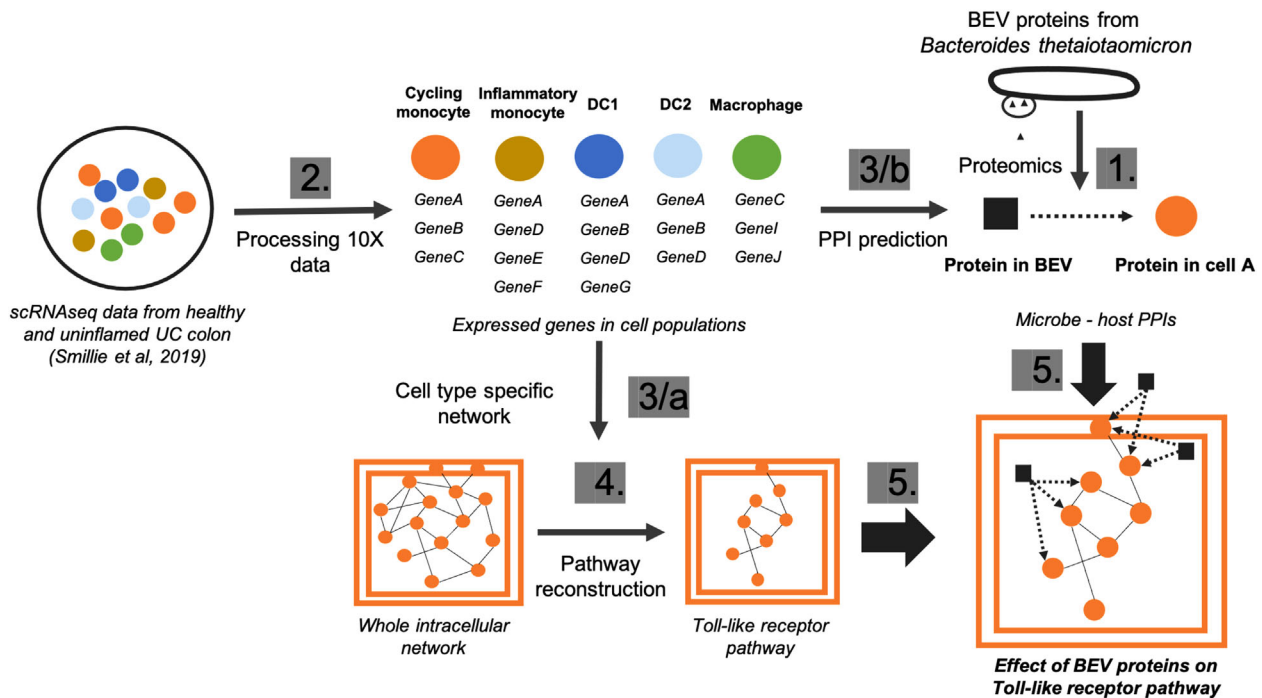 BEV proteins from
Bacteroides thetaiotaomicron
Cycling
monocyte
Inflammatory
monocyte
DC1
DC2
Macrophage
2.
Processing 10X
data
GeneA
GeneB
GeneC
GeneA
GeneD
GeneE
GeneF
GeneA
GeneB
GeneD
GeneG
GeneA
GeneB
GeneD
GeneC
GeneI
GeneJ
3/b
PPI prediction
Proteomics
1.
Protein in BEV
Protein in cell A
scRNAseq data from healthy
and uninflamed UC colon
(Smillie et al, 2019)
Expressed genes in cell populations
Microbe - host PPIs
Cell type specific
network
3/a
5.
4.
Pathway
reconstruction
5.
Whole intracellular
network
Toll-like receptor
pathway
Effect of BEV proteins on
Toll-like receptor pathway